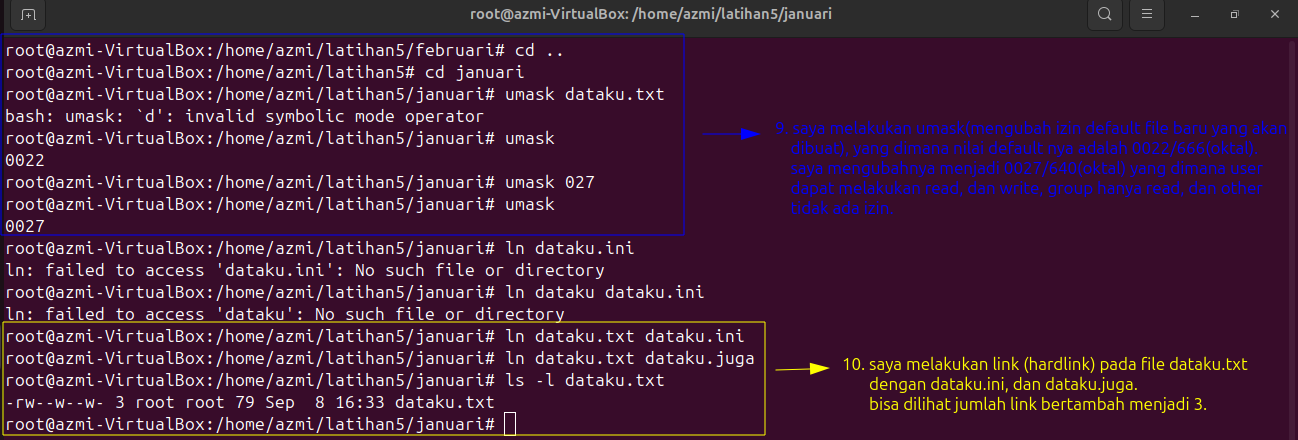 root@azmi-VirtualBox: /home/azmi/latihan5/januari
root@azmi-VirtualBox:/home/azmi/latihan5/februari# cd ..
root@azmi-VirtualBox:/home/azmi/latihan5# cd januari
root@azmi-VirtualBox:/home/azmi/latihan5/januari# umask dataku.txt
bash: umask: `d': invalid symbolic mode operator
root@azmi-VirtualBox:/home/azmi/latihan5/januari# umask
0022
root@azmi-VirtualBox:/home/azmi/latihan5/januari# umask 027
root@azmi-VirtualBox:/home/azmi/latihan5/januari# umask
0027
9. saya melakukan umask(mengubah izin default file baru yang akan
dibuat), yang dimana nilai default nya adalah 0022/666(oktal),
saya mengubahnya menjadi 0027/640(oktal) yang dimana user
dapat melakukan read, dan write, group hanya read, dan other
tidak ada izin.
root@azmi-VirtualBox:/home/azmi/latihan5/januari# ln dataku.ini
ln: failed to access 'dataku.ini': No such file or directory
root@azmi-VirtualBox:/home/azmi/latihan5/januari# ln dataku dataku.ini
ln: failed to access 'dataku': No such file or directory
root@azmi-VirtualBox:/home/azmi/latihan5/januari# ln dataku.txt dataku.ini
root@azmi-VirtualBox:/home/azmi/latihan5/januari# ln dataku.txt dataku.juga
root@azmi-VirtualBox:/home/azmi/latihan5/januari# ls -l dataku.txt
-rw--w--w- 3 root root 79 Sep  8 16:33 dataku.txt
root@azmi-VirtualBox:/home/azmi/latihan5/januari#
10. saya melakukan link (hardlink) pada file dataku.txt
dengan dataku.ini, dan dataku.juga.
bisa dilihat jumlah link bertambah menjadi 3.